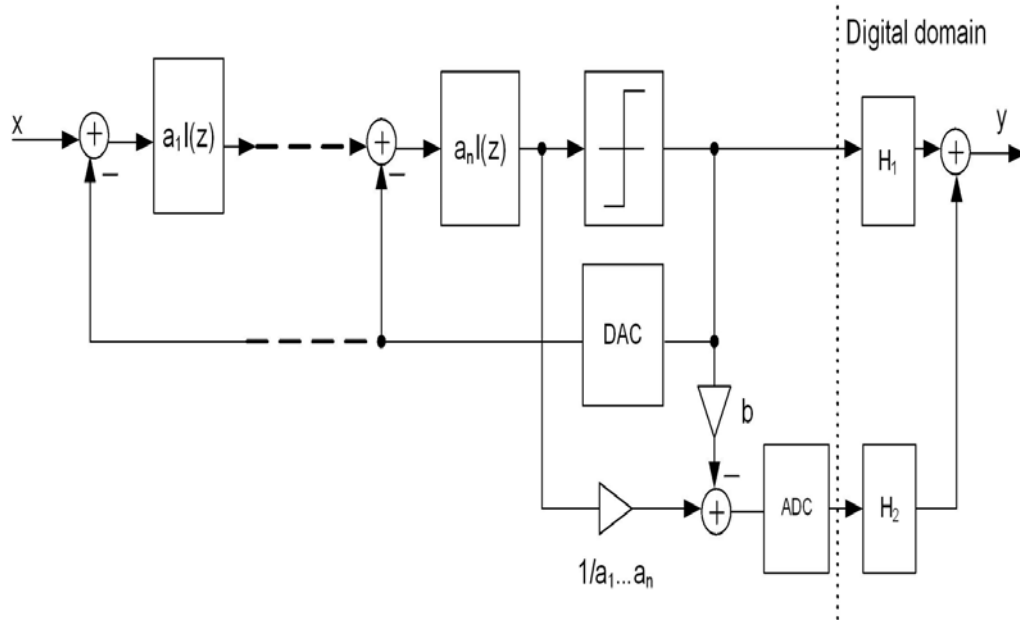 Digital domain
x
a₁I(z)
aₙI(z)
H₁
y
DAC
b
ADC
H₂
1/a₁...aₙ